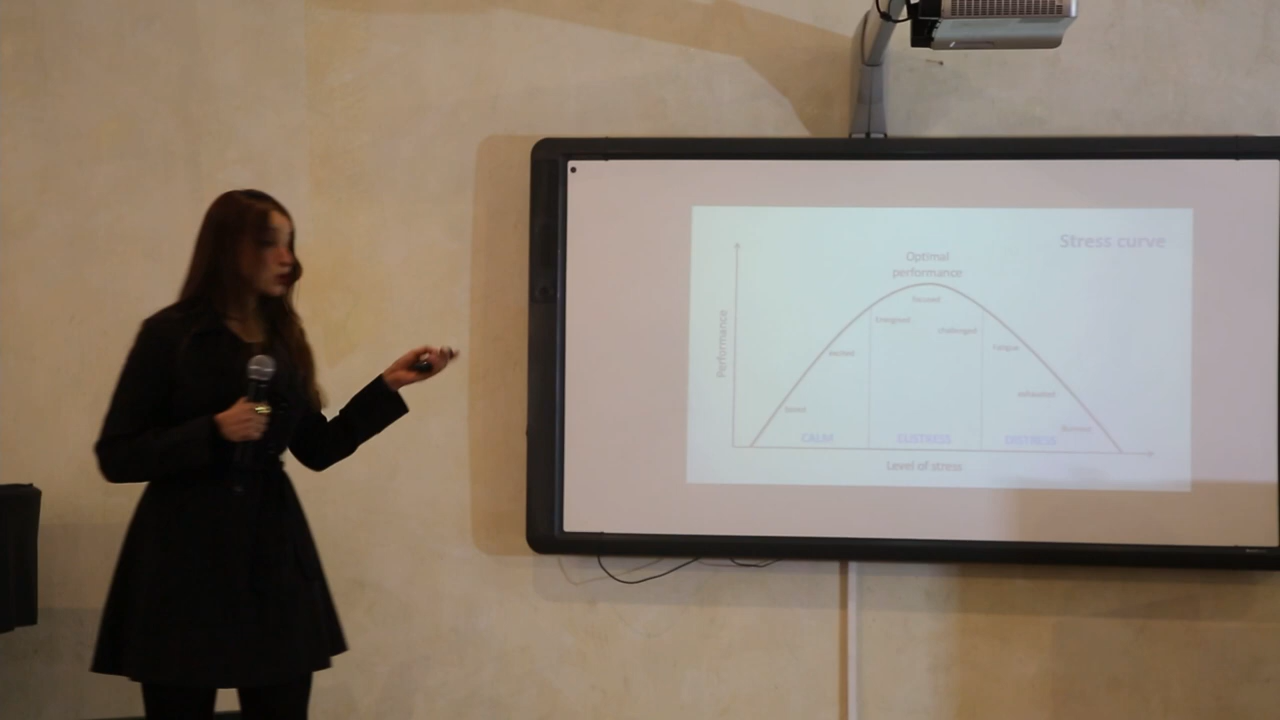 Stress curve
Optimal
performance
focused
Energised
challenged
excited
Fatigue
exhausted
bored
Burnout
CALM
EUSTRESS
DISTRESS
Performance
Level of stress